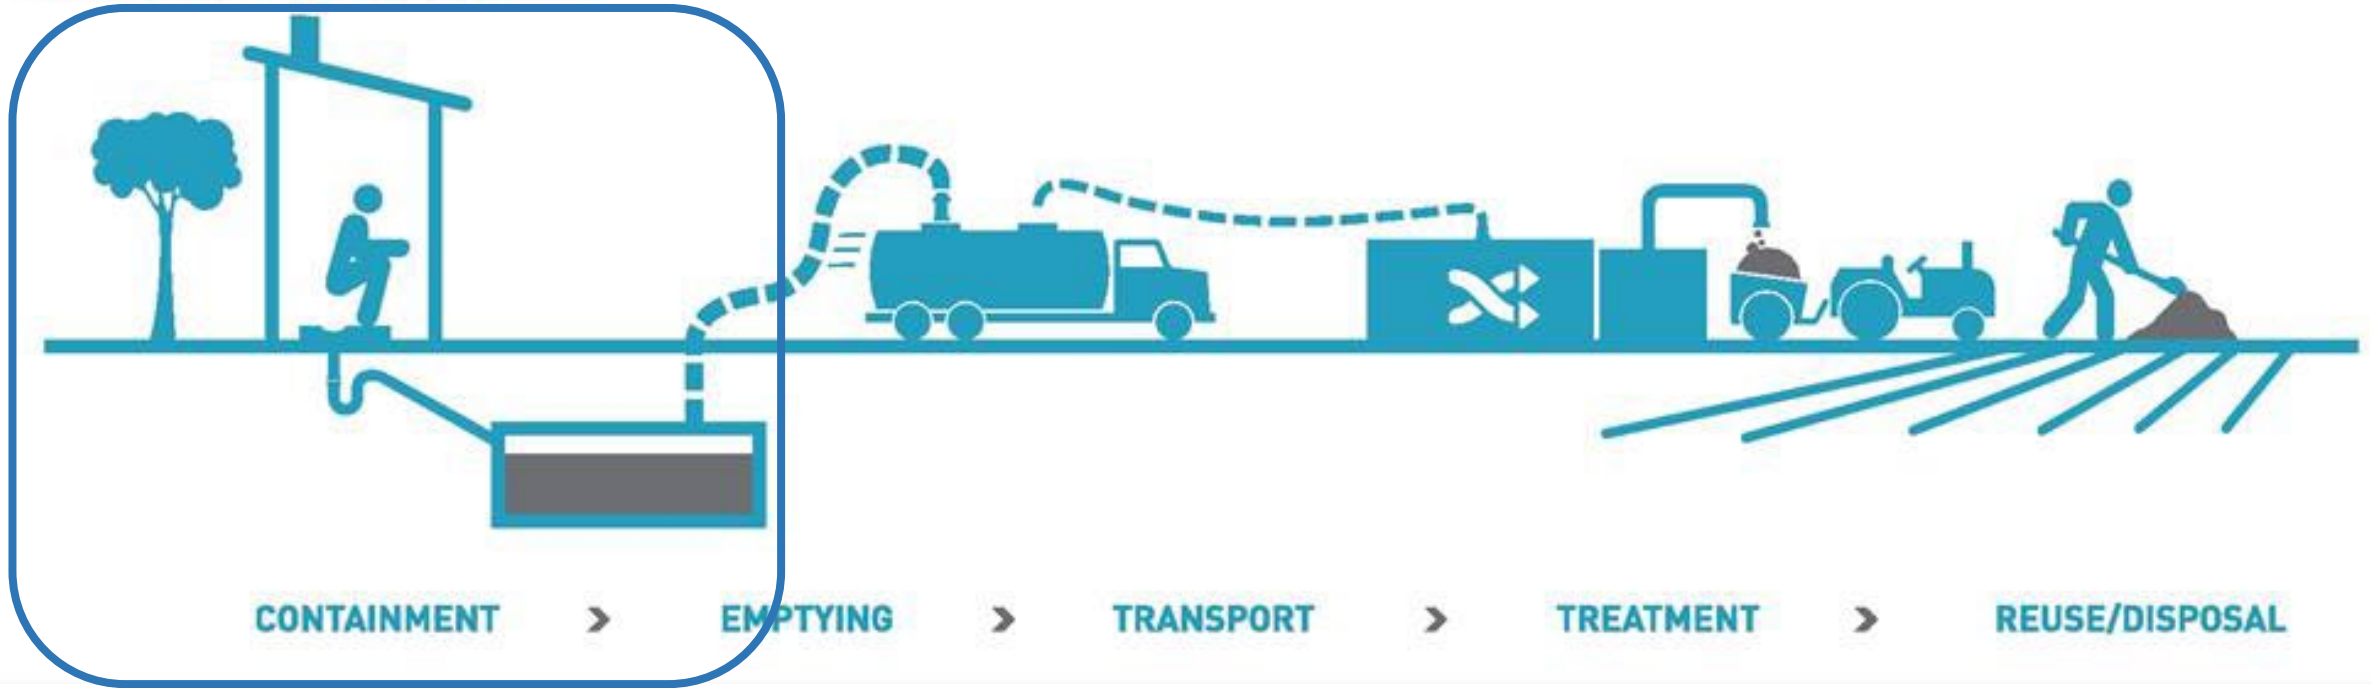 CONTAINMENT > EMPTYING > TRANSPORT > TREATMENT > REUSE/DISPOSAL